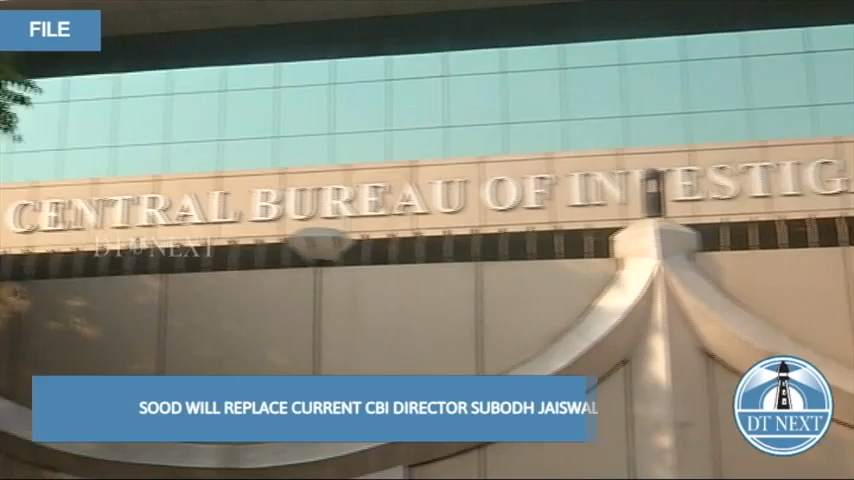 FILE
CENTRAL BUREAU OF INVESTIG
DT NEXT
SOOD WILL REPLACE CURRENT CBI DIRECTOR SUBODH JAISWAL
DT NEXT